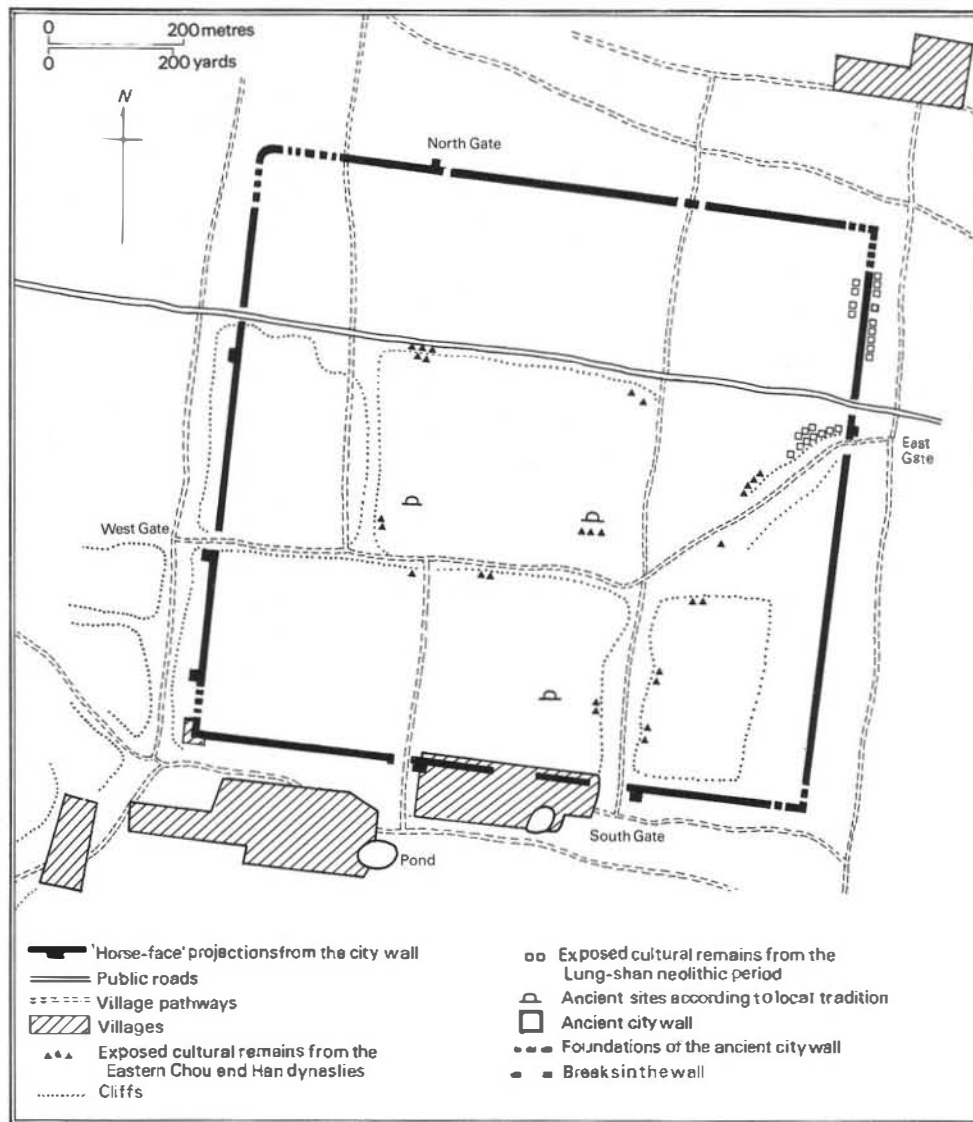 0 200 metres
0 200 yards
N
North Gate
East
Gate
West Gate
South Gate
Pond
'Horse-face' projections from the city wall
Public roads
Village pathways
Villages
Exposed cultural remains from the
Eastern Chou end Han dynaslies
Cliffs
Exposed cultural remains from the
Lung-shan neolithic period
Ancient sites according to local tradition
Ancient city wall
Foundations of the ancient city wall
Breaks in the wall